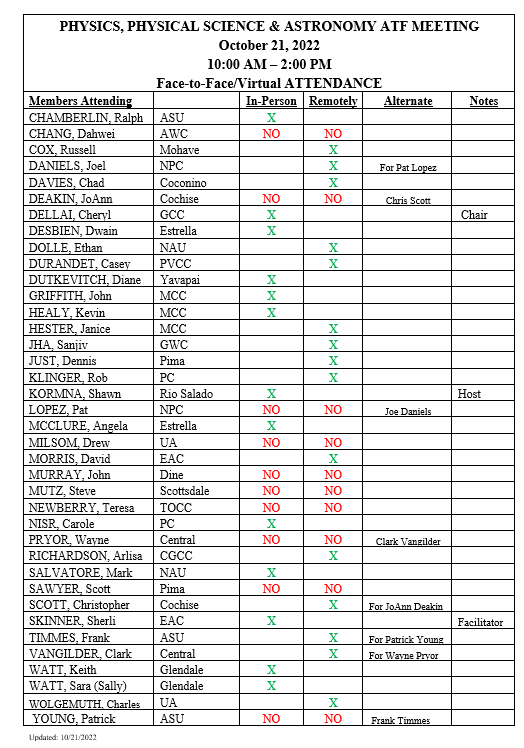 PHYSICS, PHYSICAL SCIENCE & ASTRONOMY ATF MEETING
October 21, 2022
10:00 AM – 2:00 PM
Face-to-Face/Virtual ATTENDANCE
Members Attending In-Person Remotely Alternate Notes
CHAMBERLIN, Ralph ASU X
CHANG, Dahwei AWC NO NO
COX, Russell Mohave X
DANIELS, Joel NPC X For Pat Lopez
DAVIES, Chad Coconino X
DEAKIN, JoAnn Cochise NO NO Chris Scott
DELLAI, Cheryl GCC X Chair
DESBIEN, Dwain Estrella X
DOLLE, Ethan NAU X
DURANDET, Casey PVCC X
DUTKEVITCH, Diane Yavapai X
GRIFFITH, John MCC X
HEALY, Kevin MCC X
HESTER, Janice MCC X
JHA, Sanjiv GWC X
JUST, Dennis Pima X
KLINGER, Rob PC X
KORMNA, Shawn Rio Salado X Host
LOPEZ, Pat NPC NO NO Joe Daniels
MCCLURE, Angela Estrella X
MILSOM, Drew UA NO NO
MORRIS, David EAC X
MURRAY, John Dine NO NO
MUTZ, Steve Scottsdale NO NO
NEWBERRY, Teresa TOCC NO NO
NISR, Carole PC X
PRYOR, Wayne Central NO NO Clark Vangilder
RICHARDSON, Arlisa CGCC X
SALVATORE, Mark NAU X
SAWYER, Scott Pima NO NO
SCOTT, Christopher Cochise X For JoAnn Deakin
SKINNER, Sherli EAC X Facilitator
TIMMES, Frank ASU X For Patrick Young
VANGILDER, Clark Central X For Wayne Pryor
WATT, Keith Glendale X
WATT, Sara (Sally) Glendale X
WOLGEMUTH, Charles UA X
YOUNG, Patrick ASU NO NO Frank Timmes
Updated: 10/21/2022